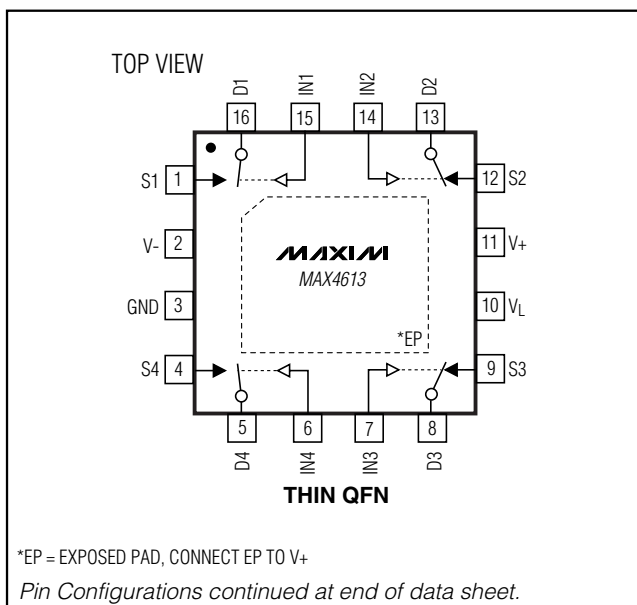 TOP VIEW
D1
IN1
IN2
D2
16
15
14
13
S1 1
12 S2
V- 2
11 V+
MAXIM
MAX4613
GND 3
10 VL
*EP
S4 4
9 S3
5
6
7
8
D4
IN4
IN3
D3
THIN QFN
*EP = EXPOSED PAD, CONNECT EP TO V+
Pin Configurations continued at end of data sheet.